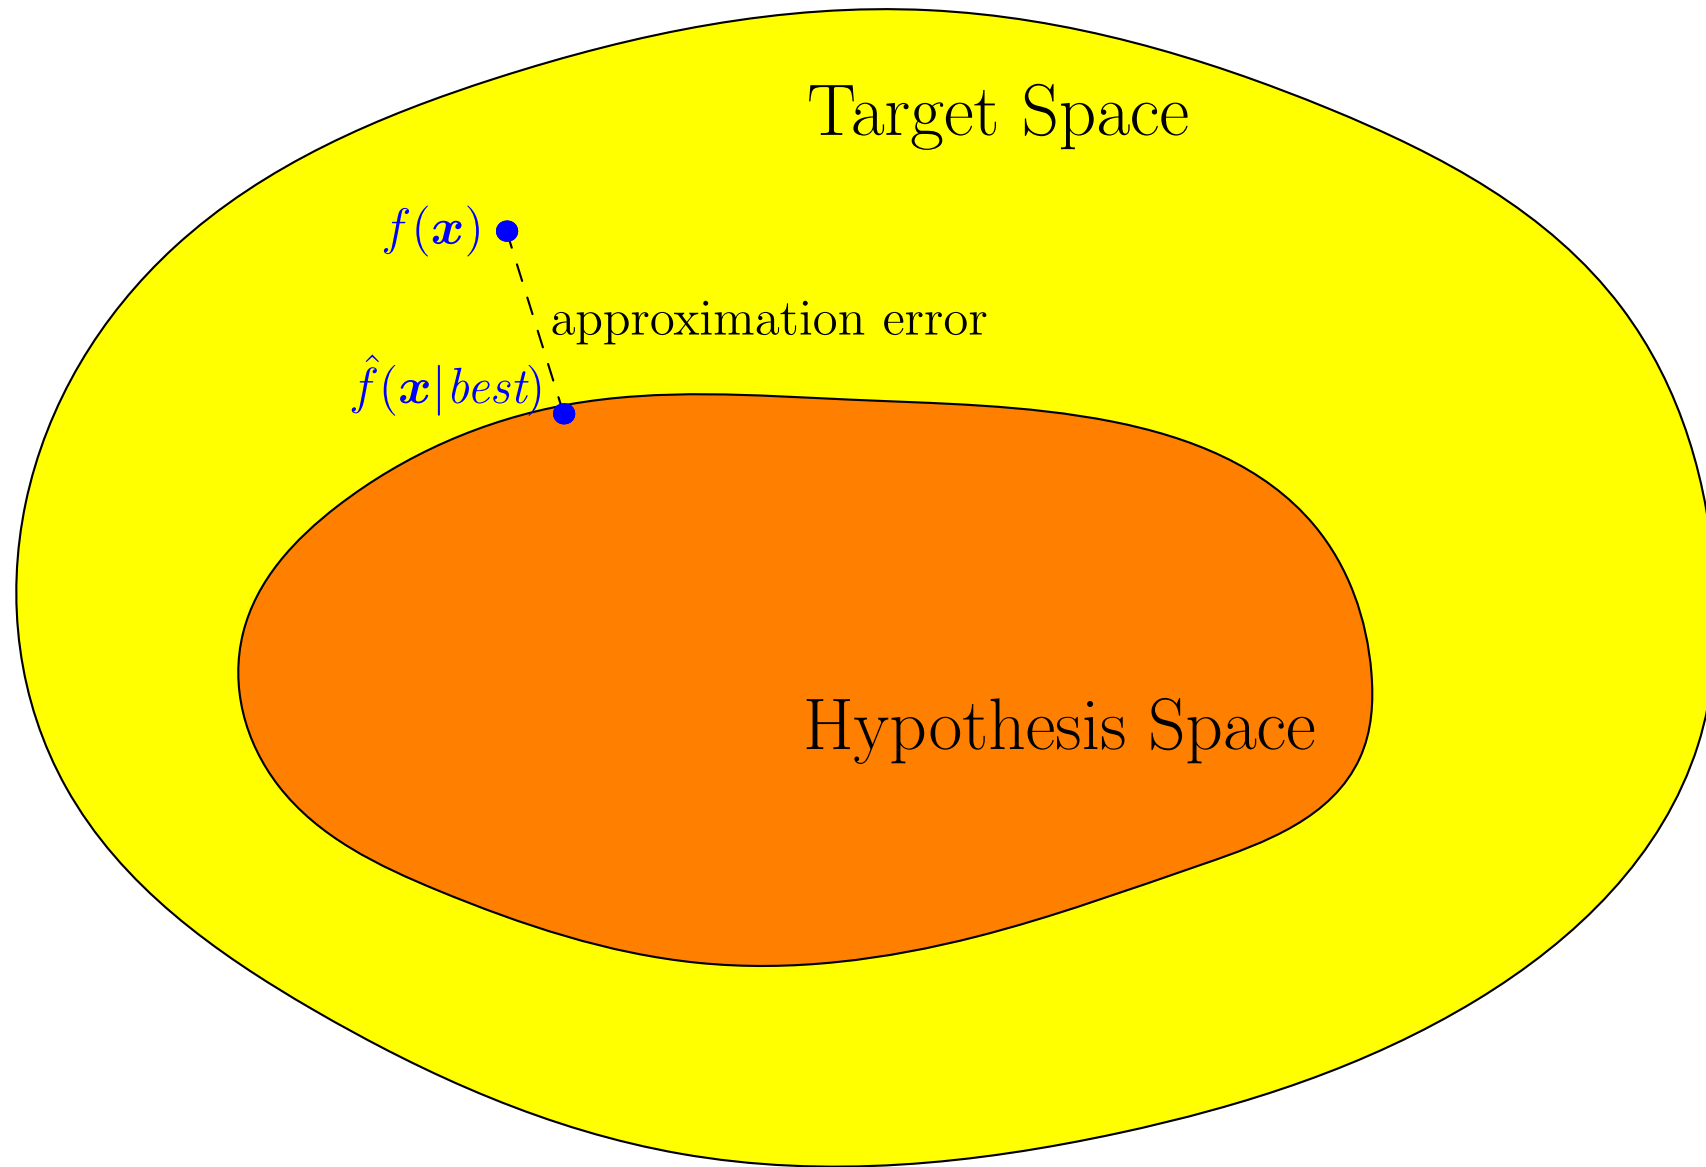 Target Space
f(x)
approximation error
f̂(x|best)
Hypothesis Space